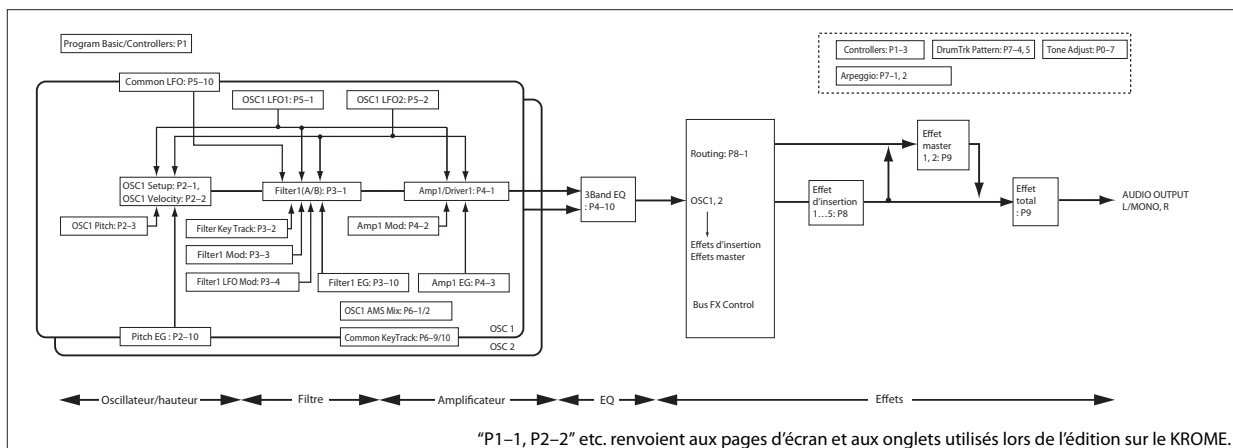 Program Basic/Controllers: P1
Controllers: P1–3
DrumTrk Pattern: P7–4, 5
Tone Adjust: P0–7
Arpeggio: P7–1, 2
Common LFO: P5–10
OSC1 LFO1: P5–1
OSC1 LFO2: P5–2
OSC1 Setup: P2–1,
OSC1 Velocity: P2–2
Filter1(A/B): P3–1
Amp1/Driver1: P4–1
OSC1 Pitch: P2–3
Filter Key Track: P3–2
Amp1 Mod: P4–2
Filter1 Mod: P3–3
Filter1 LFO Mod: P3–4
Filter1 EG: P3–10
Amp1 EG: P4–3
OSC1 AMS Mix: P6–1/2
Pitch EG : P2–10
Common KeyTrack: P6–9/10
OSC 1
OSC 2
3Band EQ
: P4–10
Routing: P8–1
OSC1, 2
Effets d’insertion
Effets master
Bus FX Control
Effet
d’insertion
1…5: P8
Effet
master
1, 2: P9
Effet
total
: P9
AUDIO OUTPUT
L/MONO, R
Oscillateur/hauteur
Filtre
Amplificateur
EQ
Effets
“P1–1, P2–2” etc. renvoient aux pages d’écran et aux onglets utilisés lors de l’édition sur le KROME.